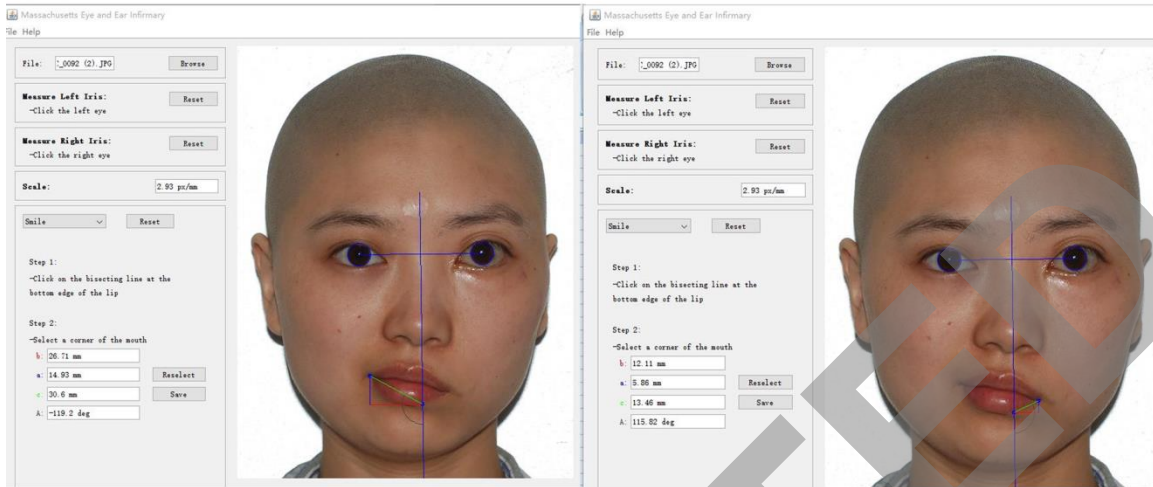 Massachusetts Eye and Ear Infirmary
File Help
File: :_0092 (2).JPG Browse
Measure Left Iris: Reset
-Click the left eye
Measure Right Iris: Reset
-Click the right eye
Scale: 2.93 px/mm
Smile Reset
Step 1:
-Click on the bisecting line at the
bottom edge of the lip
Step 2:
-Select a corner of the mouth
b: 26.71 mm
a: 14.93 mm Reselect
c: 30.6 mm Save
A: -119.2 deg
Massachusetts Eye and Ear Infirmary
File Help
File: :_0092 (2).JPG Browse
Measure Left Iris: Reset
-Click the left eye
Measure Right Iris: Reset
-Click the right eye
Scale: 2.93 px/mm
Smile Reset
Step 1:
-Click on the bisecting line at the
bottom edge of the lip
Step 2:
-Select a corner of the mouth
b: 12.11 mm
a: 5.86 mm Reselect
c: 13.46 mm Save
A: 115.82 deg